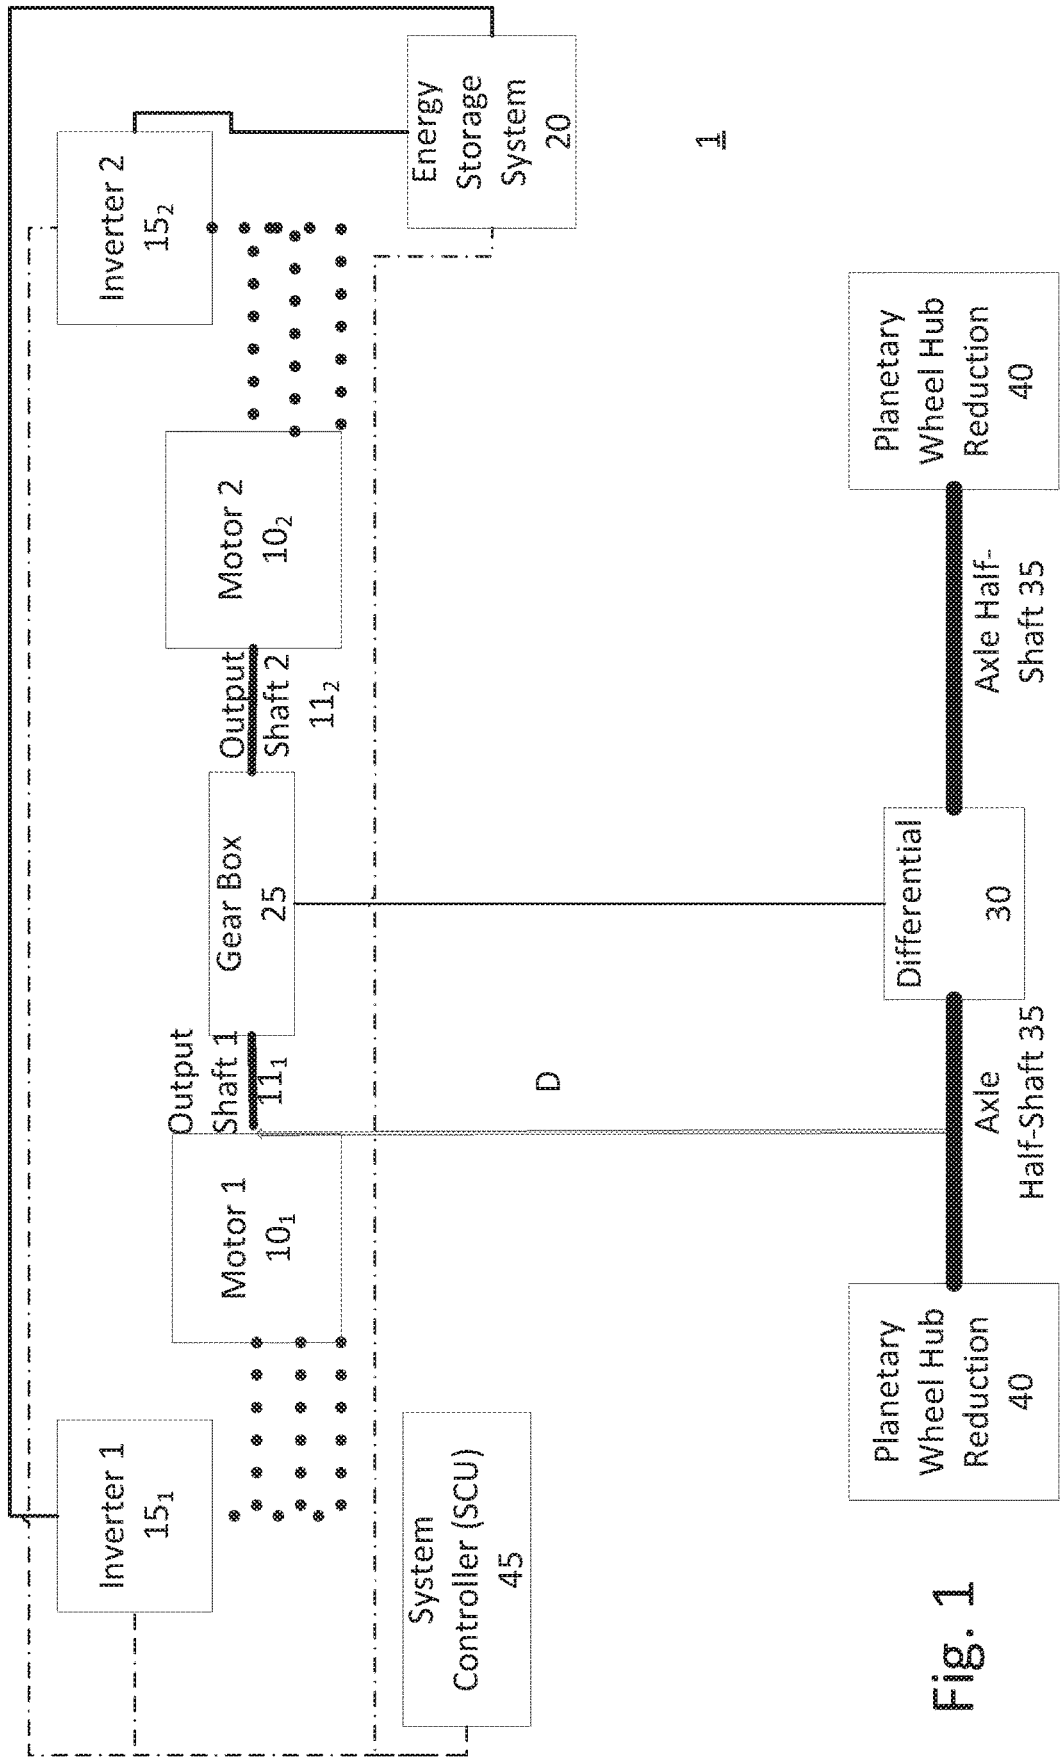 Inverter 1
15₁
Inverter 2
15₂
Motor 1
10₁
Output
Shaft 1
11₁
Gear Box
25
Output
Shaft 2
11₂
Motor 2
10₂
System
Controller (SCU)
45
Energy
Storage
System
20
D
1
Planetary
Wheel Hub
Reduction
40
Axle
Half-Shaft 35
Differential
30
Axle Half-
Shaft 35
Planetary
Wheel Hub
Reduction
40
Fig. 1